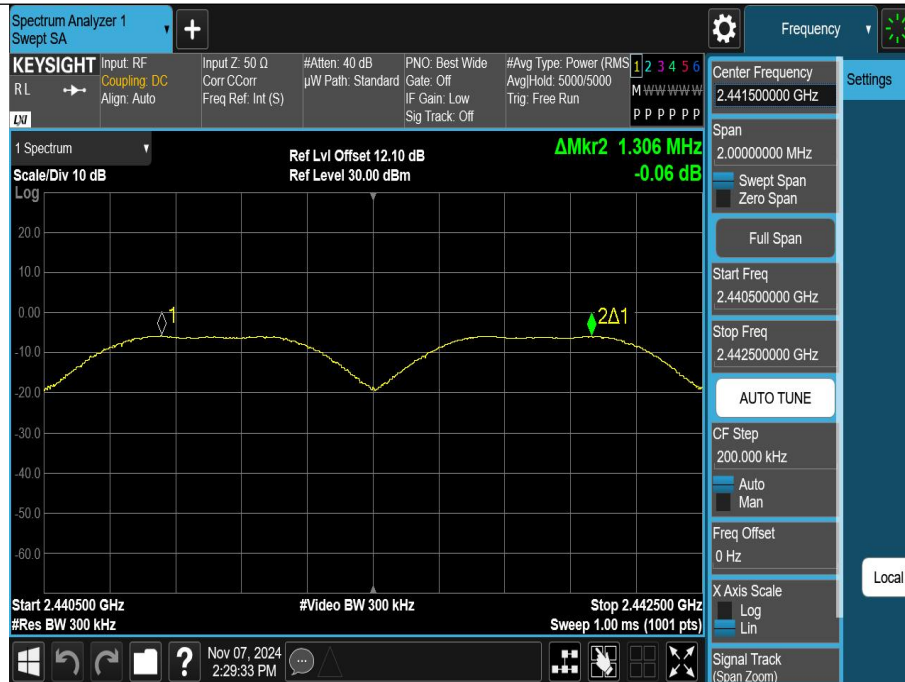 Spectrum Analyzer 1
Swept SA
+
Frequency
KEYSIGHT
RL
LXI
Input: RF
Coupling: DC
Align: Auto
Input Z: 50 Ω
Corr CCorr
Freq Ref: Int (S)
#Atten: 40 dB
µW Path: Standard
PNO: Best Wide
Gate: Off
IF Gain: Low
Sig Track: Off
#Avg Type: Power (RMS
Avg|Hold: 5000/5000
Trig: Free Run
1 2 3 4 5 6
M W W W W W
P P P P P P
1 Spectrum
Scale/Div 10 dB
Log
Ref Lvl Offset 12.10 dB
Ref Level 30.00 dBm
ΔMkr2 1.306 MHz
-0.06 dB
20.0
10.0
0.00
-10.0
-20.0
-30.0
-40.0
-50.0
-60.0
1
2Δ1
Start 2.440500 GHz
#Res BW 300 kHz
#Video BW 300 kHz
Stop 2.442500 GHz
Sweep 1.00 ms (1001 pts)
Center Frequency
2.441500000 GHz
Span
2.00000000 MHz
Swept Span
Zero Span
Full Span
Start Freq
2.440500000 GHz
Stop Freq
2.442500000 GHz
AUTO TUNE
CF Step
200.000 kHz
Auto
Man
Freq Offset
0 Hz
X Axis Scale
Log
Lin
Signal Track
(Span Zoom)
Settings
Local
?
Nov 07, 2024
2:29:33 PM